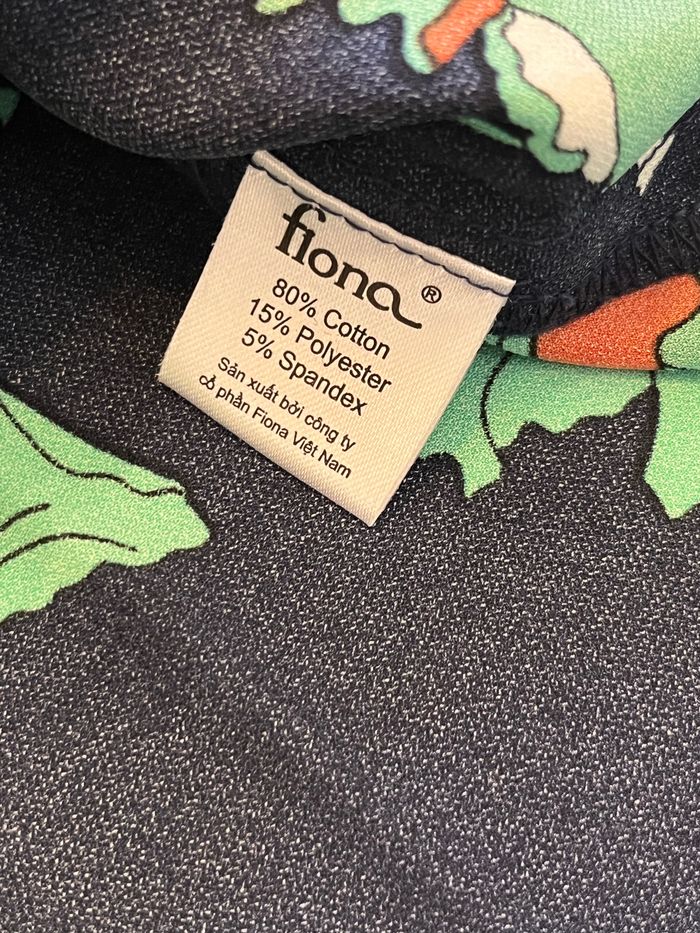 fiona®
80% Cotton
15% Polyester
5% Spandex
Sản xuất bởi công ty
cổ phần Fiona Việt Nam